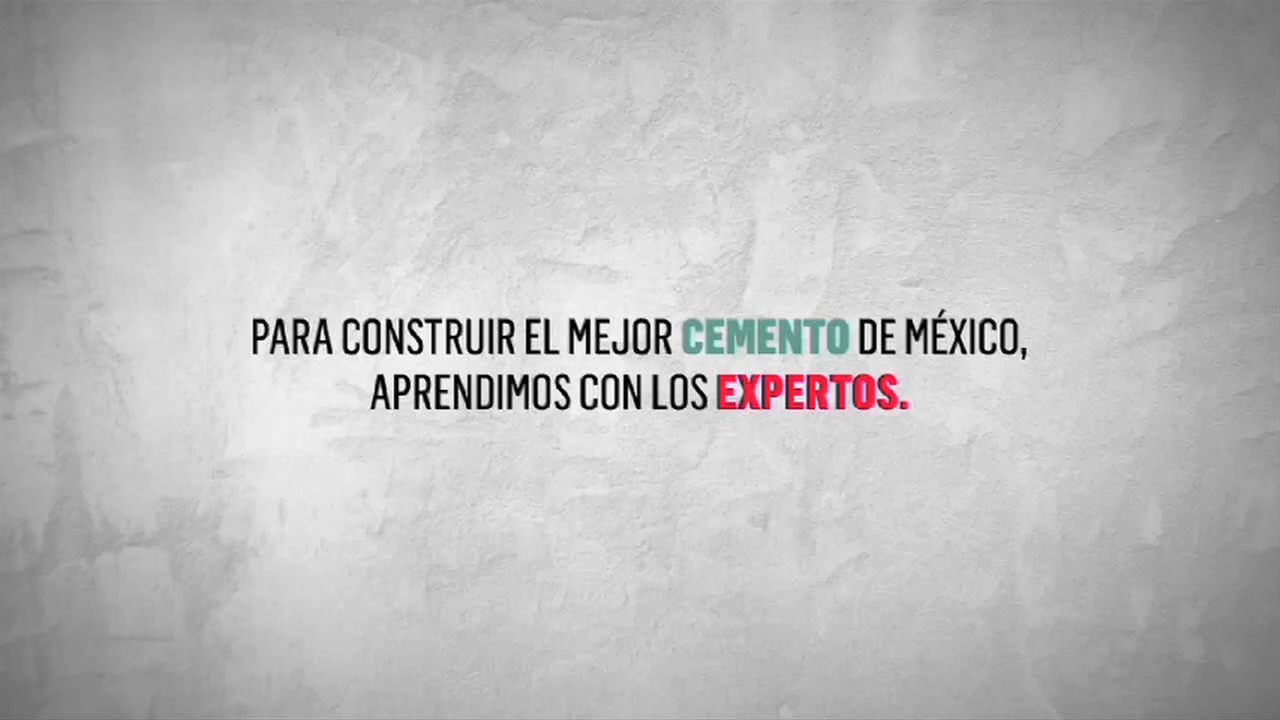 PARA CONSTRUIR EL MEJOR CEMENTO DE MÉXICO,
APRENDIMOS CON LOS EXPERTOS.